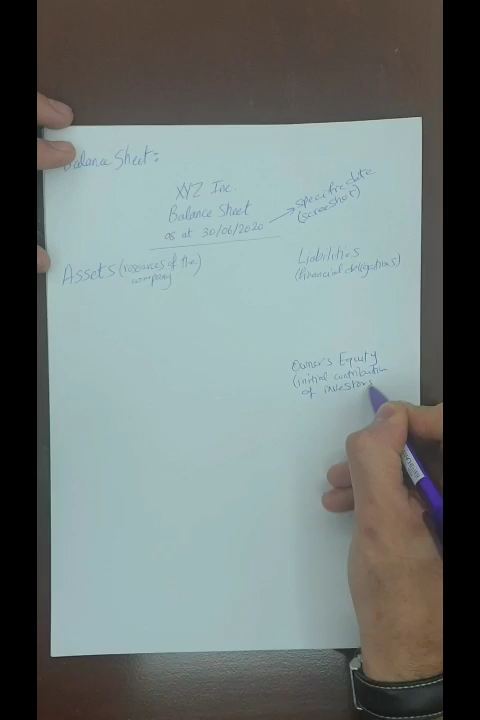 Balance Sheet:
XYZ Inc.
Balance Sheet
as at 30/06/2020
specific date
(screeshot)
Assets (resources of the
company)
Liabilities
(financial obligations)
Owner's Equity
(initial contribution
of investors